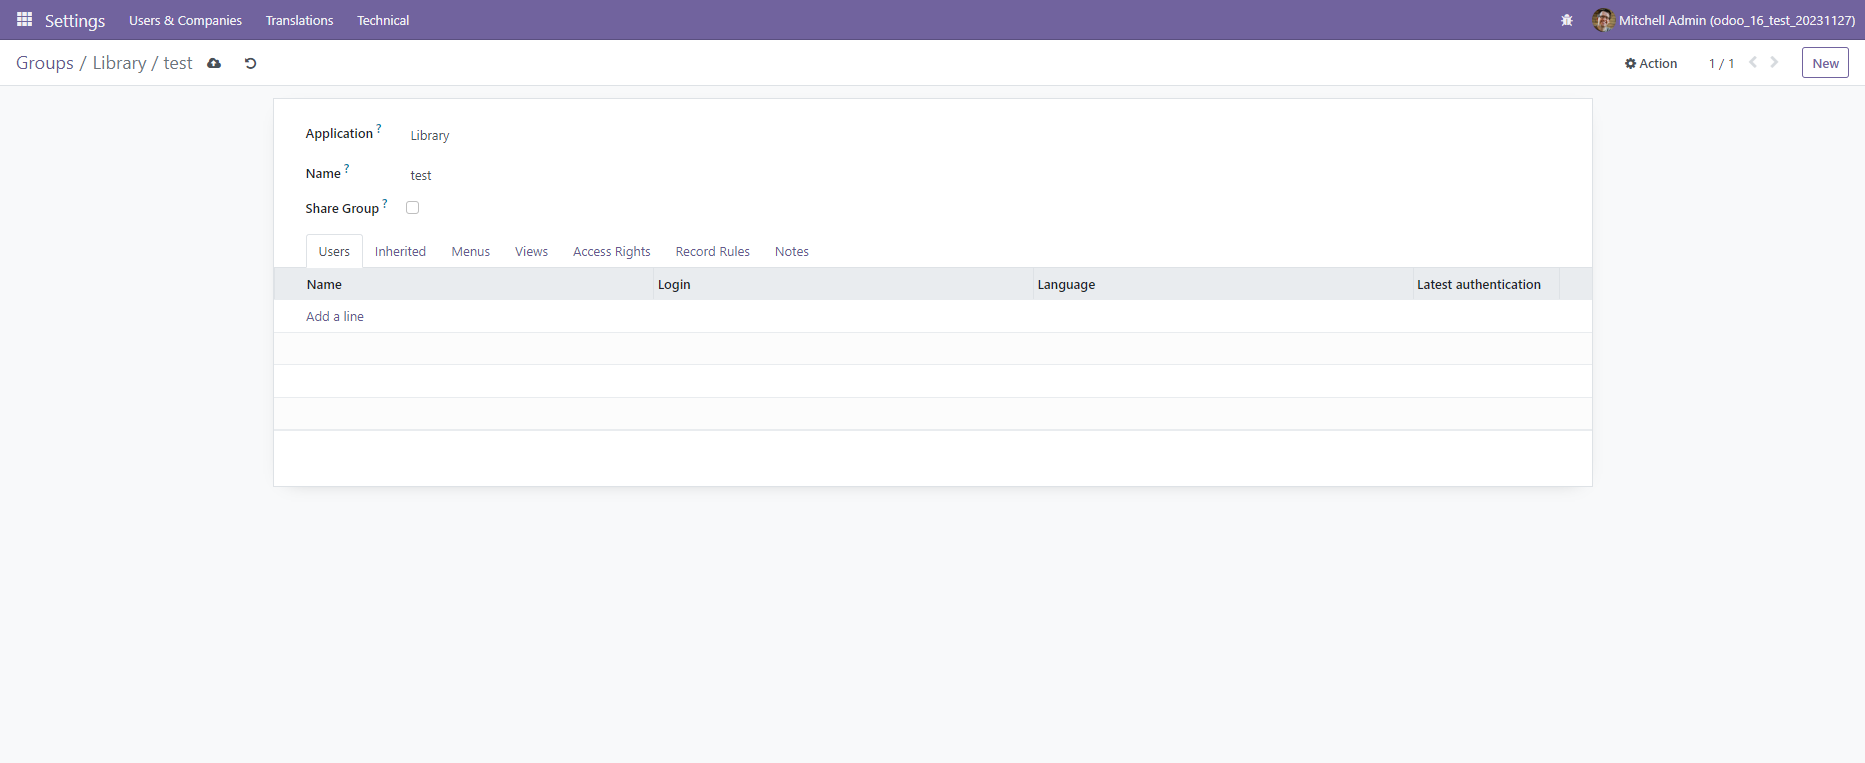 Settings Users & Companies Translations Technical Mitchell Admin (odoo_16_test_20231127)
Groups / Library / test Action 1 / 1 New
Application ? Library
Name ? test
Share Group ?
Users Inherited Menus Views Access Rights Record Rules Notes
Name Login Language Latest authentication
Add a line